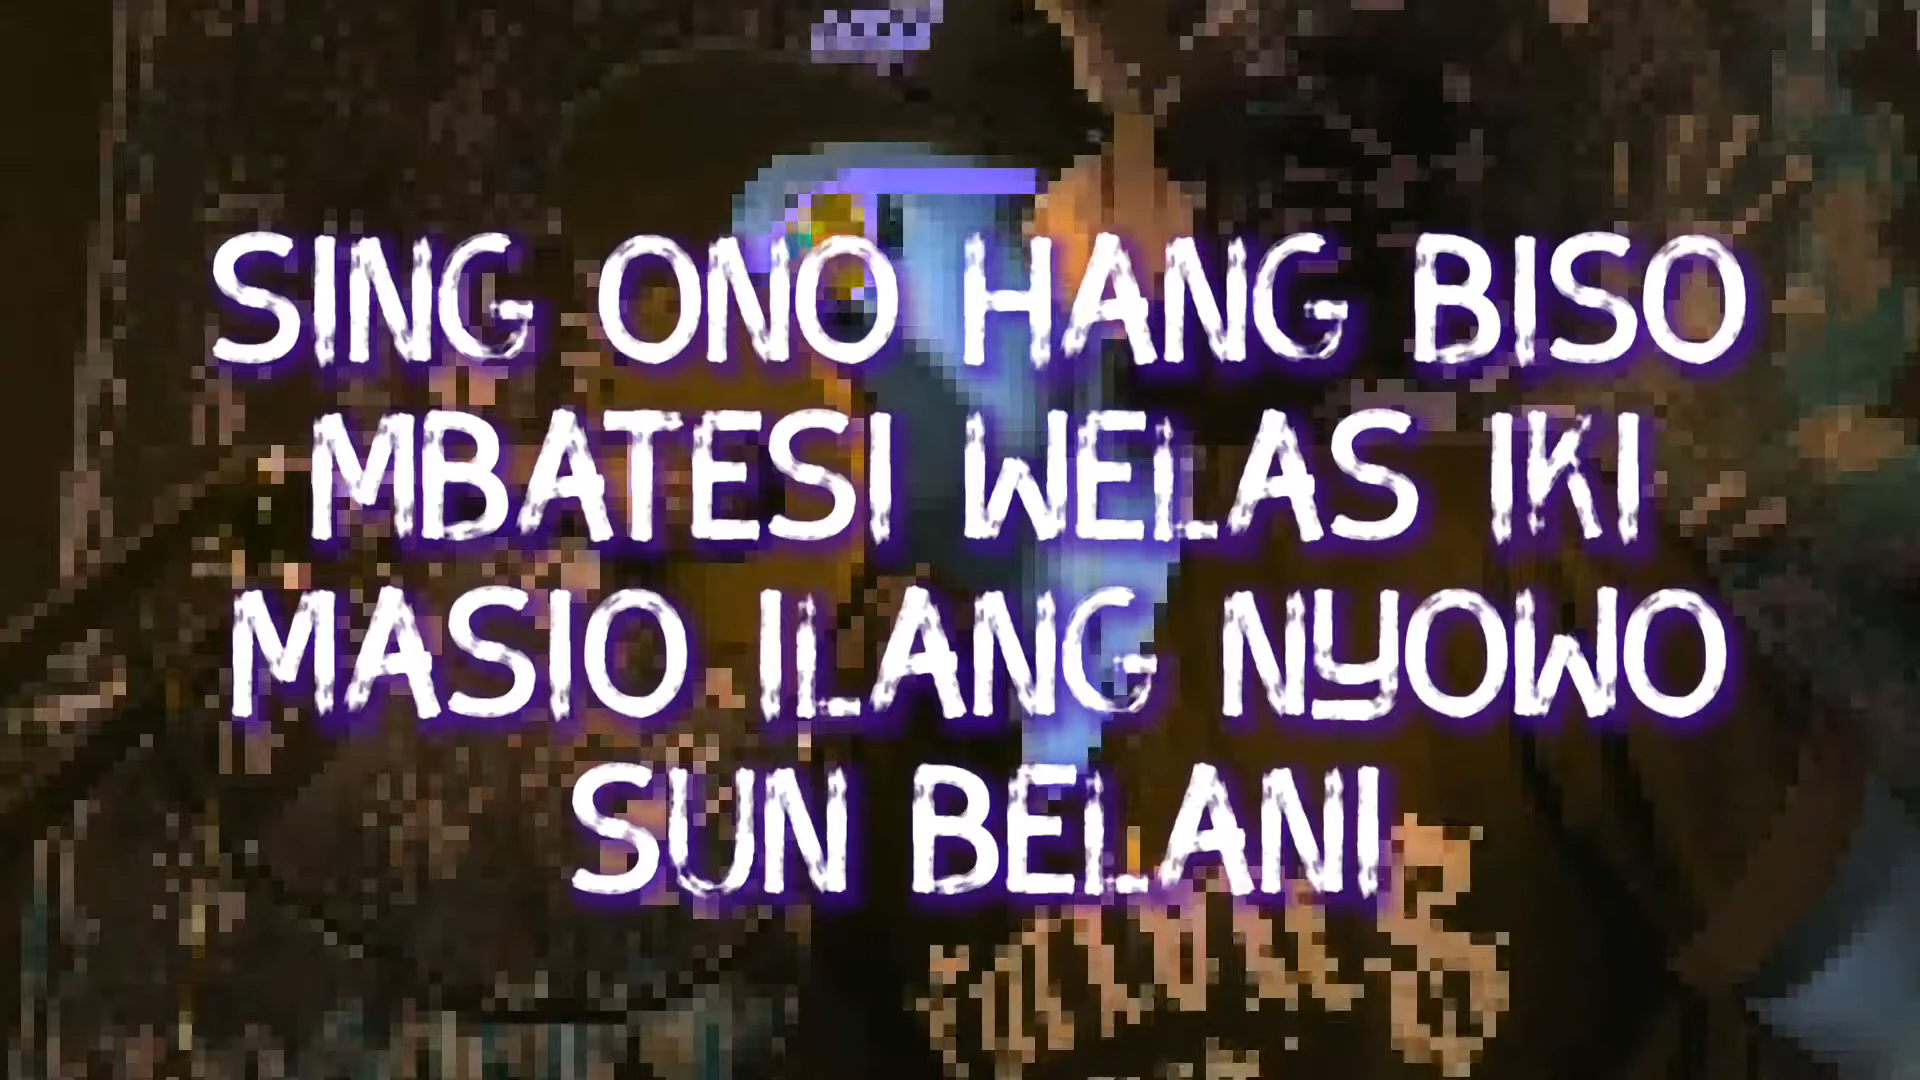 SING ONO HANG BISO
MBATESI WELAS IKI
MASIO ILANG NYOWO
SUN BELANI